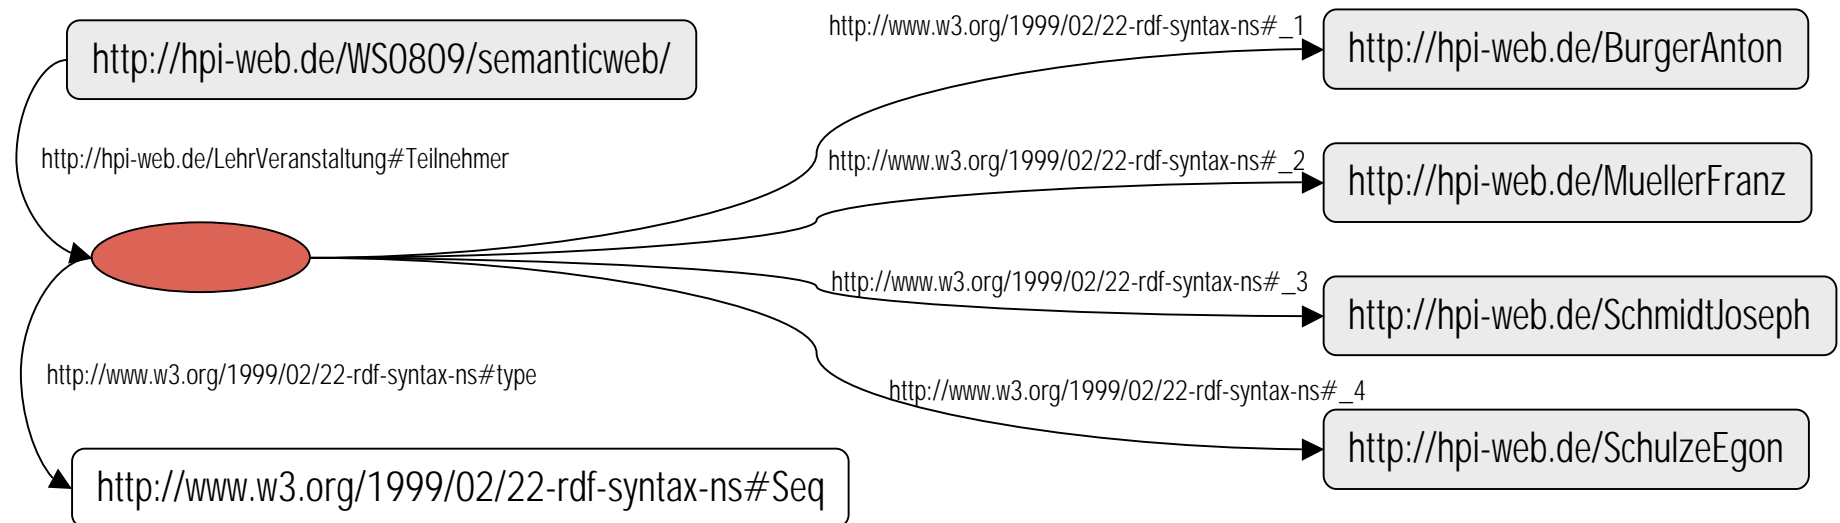 http://www.w3.org/1999/02/22-rdf-syntax-ns#_1
http://hpi-web.de/WS0809/semanticweb/
http://hpi-web.de/BurgerAnton
http://hpi-web.de/LehrVeranstaltung#Teilnehmer
http://www.w3.org/1999/02/22-rdf-syntax-ns#_2
http://hpi-web.de/MuellerFranz
http://www.w3.org/1999/02/22-rdf-syntax-ns#_3
http://hpi-web.de/SchmidtJoseph
http://www.w3.org/1999/02/22-rdf-syntax-ns#type
http://www.w3.org/1999/02/22-rdf-syntax-ns#_4
http://hpi-web.de/SchulzeEgon
http://www.w3.org/1999/02/22-rdf-syntax-ns#Seq